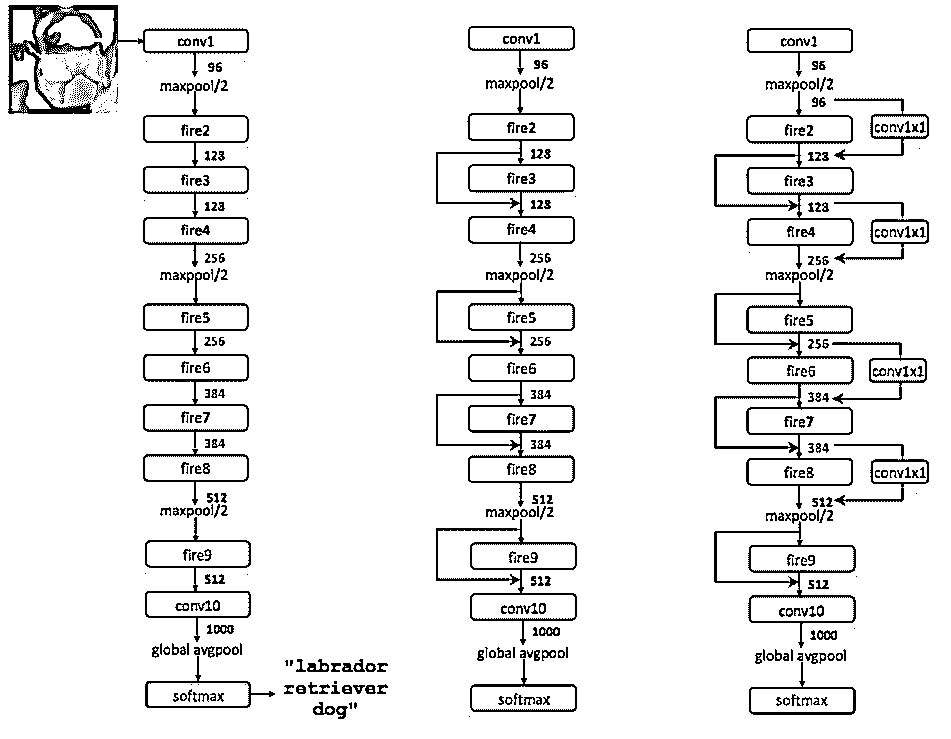 conv1
96
maxpool/2
fire2
128
fire3
128
fire4
256
maxpool/2
fire5
256
fire6
384
fire7
384
fire8
512
maxpool/2
fire9
512
conv10
1000
global avgpool
softmax
"labrador
retriever
dog"
conv1
96
maxpool/2
fire2
128
fire3
128
fire4
256
maxpool/2
fire5
256
fire6
384
fire7
384
fire8
512
maxpool/2
fire9
512
conv10
1000
global avgpool
softmax
conv1
96
maxpool/2
96
fire2
conv1x1
128
fire3
128
fire4
conv1x1
256
maxpool/2
fire5
256
fire6
conv1x1
384
fire7
384
fire8
conv1x1
512
maxpool/2
fire9
512
conv10
1000
global avgpool
softmax